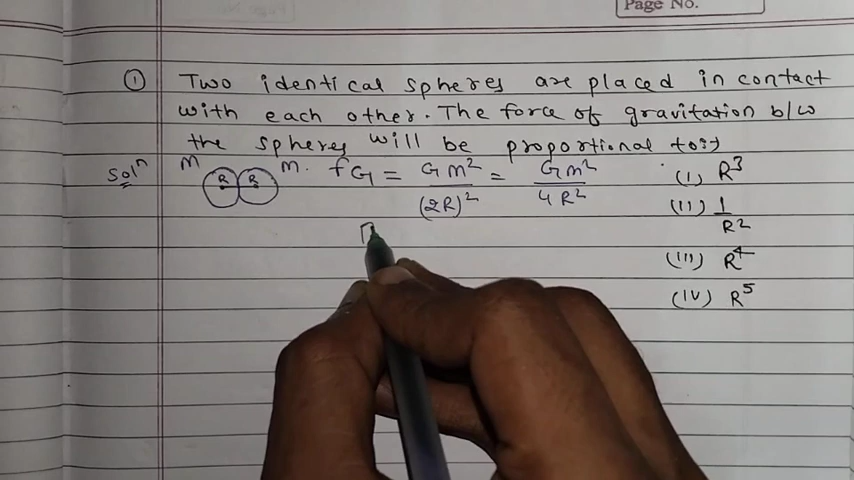 Page No.
① Two identical spheres are placed in contact
with each other. The force of gravitation b/w
the spheres will be proportional to:→
Solⁿ M R R M. fG = GM²/(2R)² = GM²/4R²
(I) R³
(II) 1/R²
(III) R⁴
(IV) R⁵